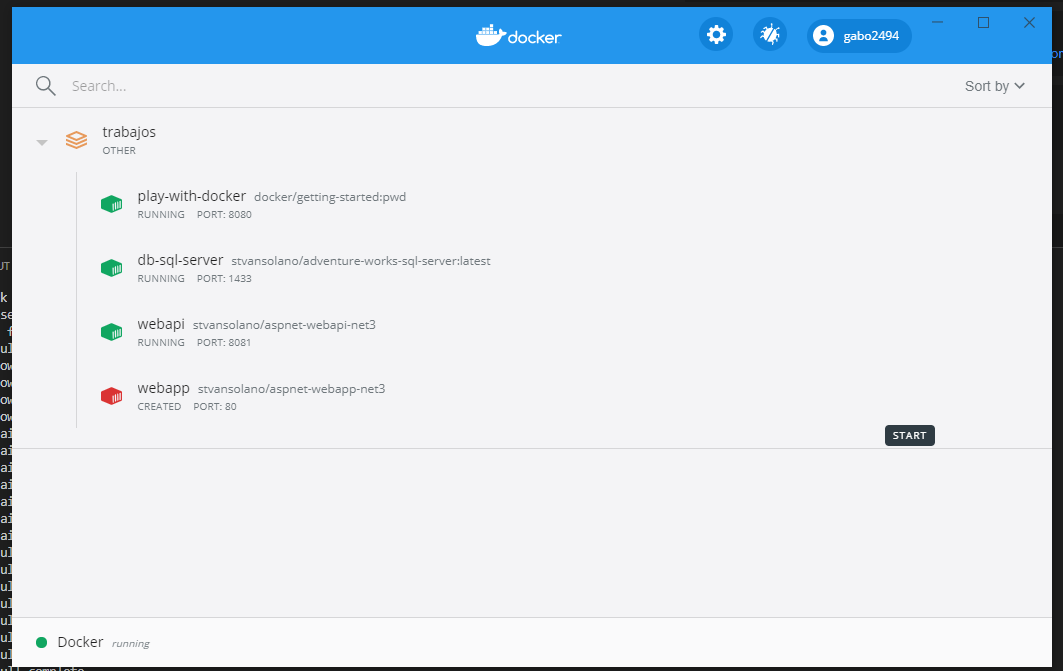 docker
gabo2494
Search...
Sort by
trabajos
OTHER
play-with-docker docker/getting-started:pwd
RUNNING PORT: 8080
db-sql-server stvansolano/adventure-works-sql-server:latest
RUNNING PORT: 1433
webapi stvansolano/aspnet-webapi-net3
RUNNING PORT: 8081
webapp stvansolano/aspnet-webapp-net3
CREATED PORT: 80
START
Docker running